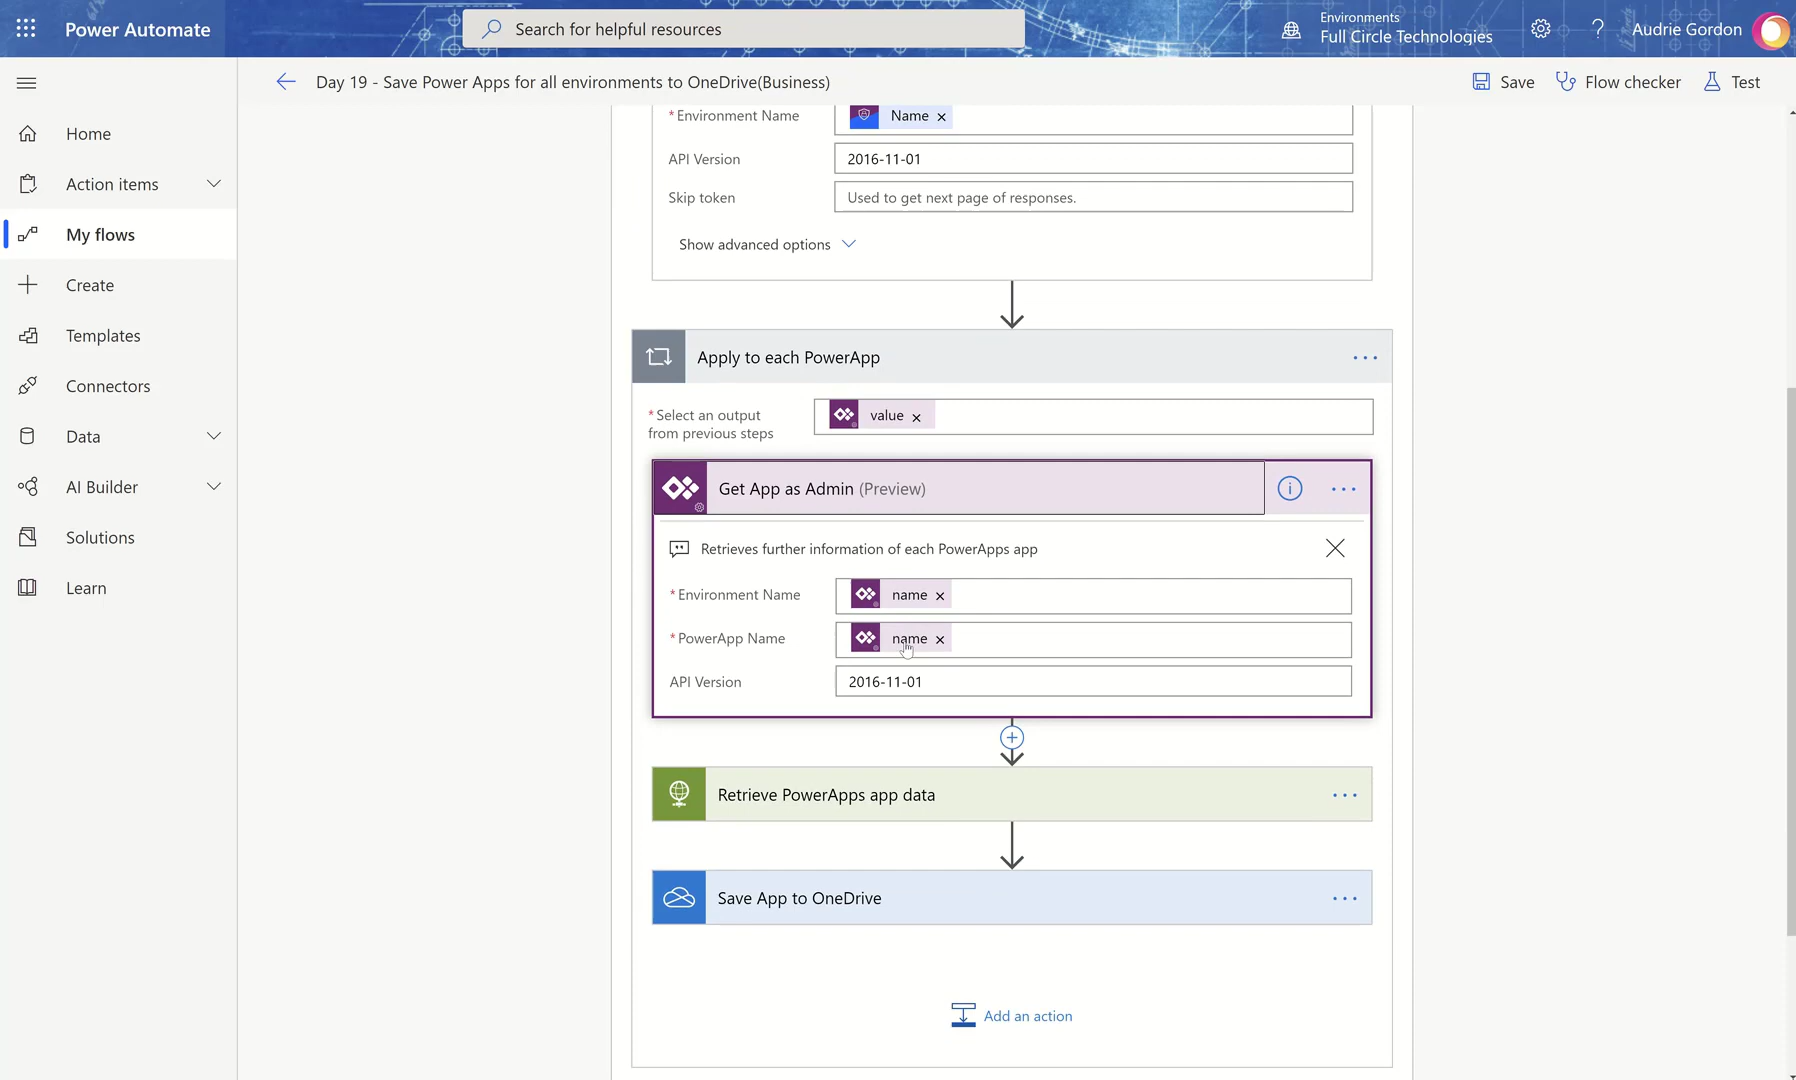 Power Automate
Search for helpful resources
Environments
Full Circle Technologies
?
Audrie Gordon
Day 19 - Save Power Apps for all environments to OneDrive(Business)
Save
Flow checker
Test
Home
Action items
My flows
Create
Templates
Connectors
Data
AI Builder
Solutions
Learn
*Environment Name
Name ×
API Version
2016-11-01
Skip token
Used to get next page of responses.
Show advanced options
Apply to each PowerApp
...
*Select an output
from previous steps
value ×
Get App as Admin (Preview)
i
...
Retrieves further information of each PowerApps app
*Environment Name
name ×
*PowerApp Name
name ×
API Version
2016-11-01
Retrieve PowerApps app data
...
Save App to OneDrive
...
Add an action